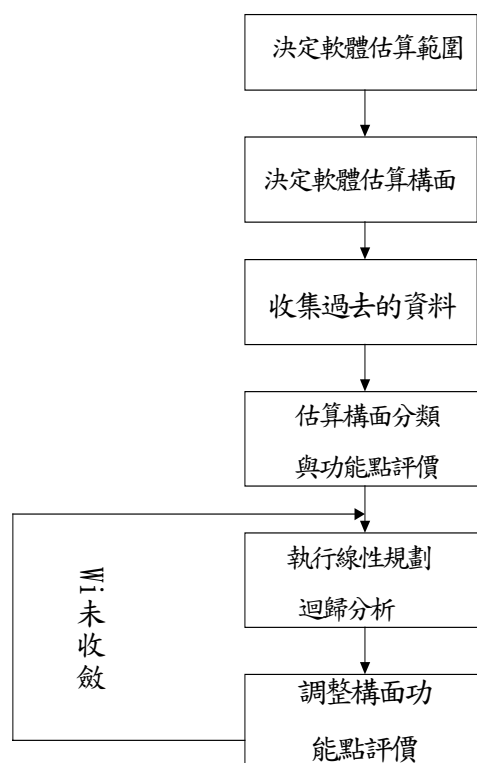 決定軟體估算範圍
決定軟體估算構面
收集過去的資料
估算構面分類
與功能點評價
執行線性規劃
迴歸分析
Wi未收斂
調整構面功
能點評價